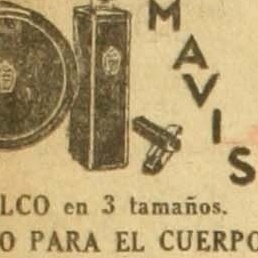 MAVIS
LCO en 3 tamaños.
O PARA EL CUERPO